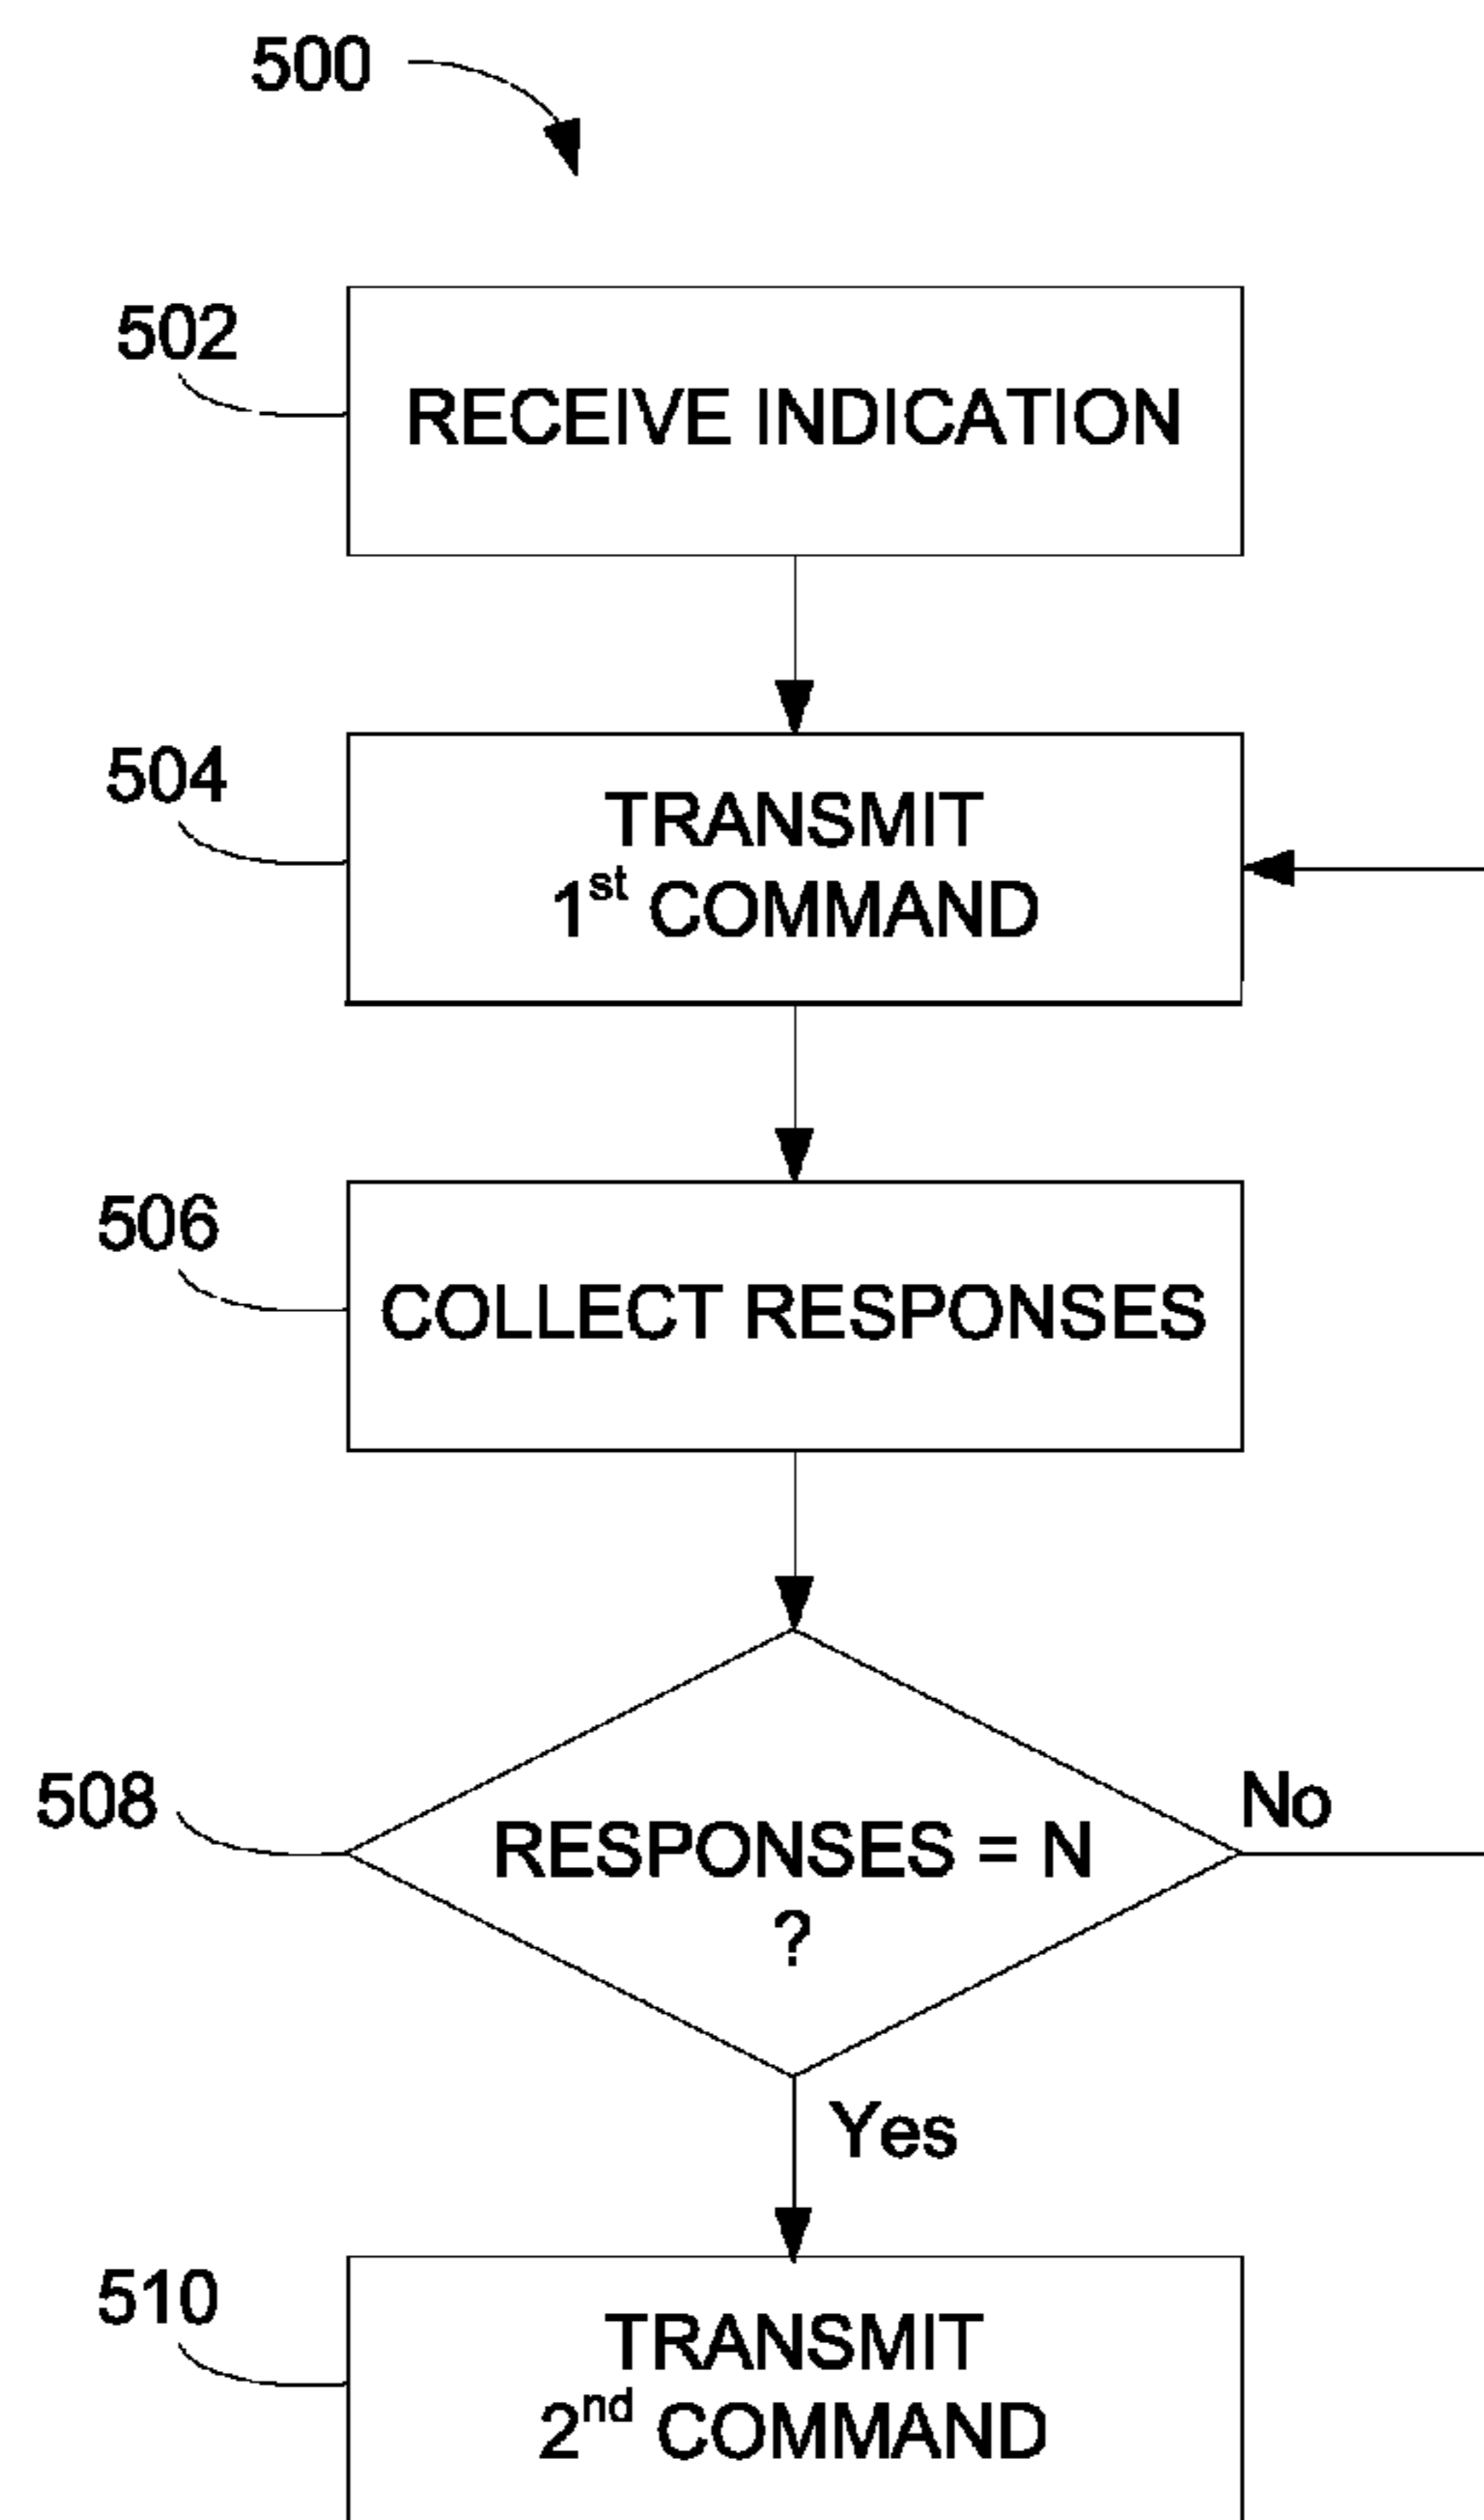 500
502
RECEIVE INDICATION
504
TRANSMIT
1st COMMAND
506
COLLECT RESPONSES
508
RESPONSES = N
?
No
Yes
510
TRANSMIT
2nd COMMAND